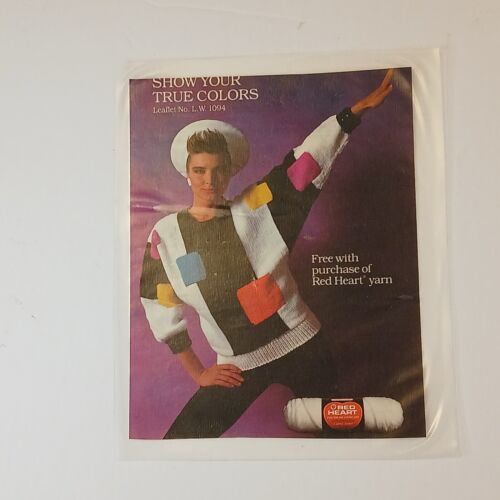 SHOW YOUR
TRUE COLORS
Leaflet No. L.W. 1094
Free with
purchase of
Red Heart® yarn
RED
HEART